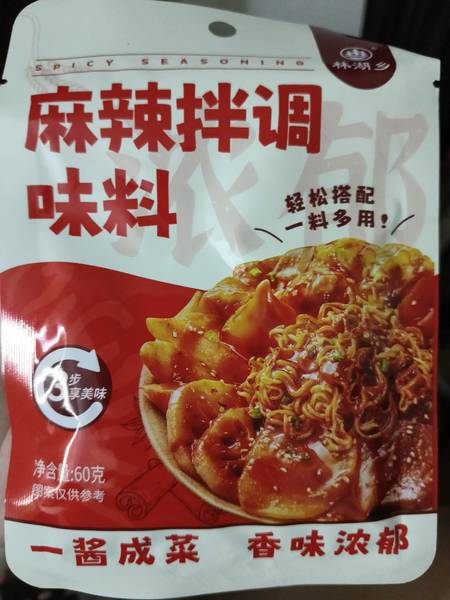 SPICY SEASONING
林湖乡
麻辣拌调
味料
浓郁
轻松搭配
一料多用!
步
享美味
净含量:60克
图案仅供参考
一酱成菜 香味浓郁